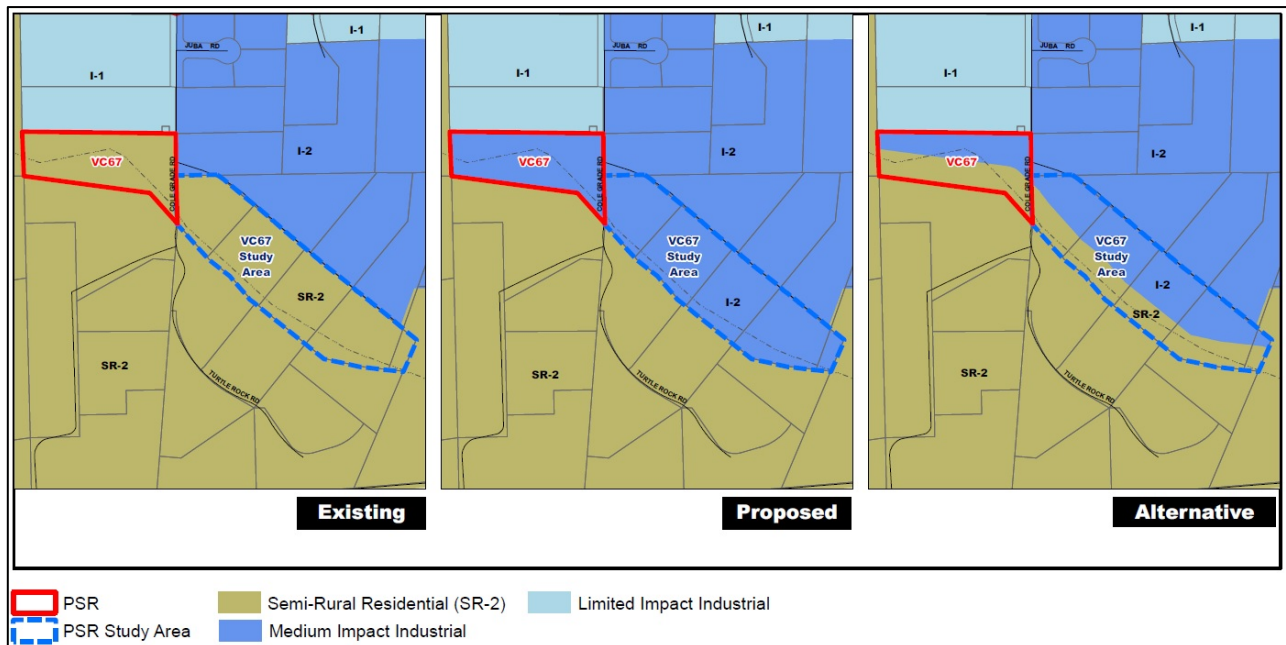 I-1
JUBA RD
I-1
VC67
COLE GRADE RD
I-2
VC67
Study
Area
SR-2
SR-2
TURTLE ROCK RD
Existing
I-1
JUBA RD
I-1
VC67
COLE GRADE RD
I-2
VC67
Study
Area
I-2
SR-2
TURTLE ROCK RD
Proposed
I-1
JUBA RD
I-1
VC67
COLE GRADE RD
I-2
VC67
Study
Area
I-2
SR-2
SR-2
TURTLE ROCK RD
Alternative
PSR
Semi-Rural Residential (SR-2)
Limited Impact Industrial
PSR Study Area
Medium Impact Industrial